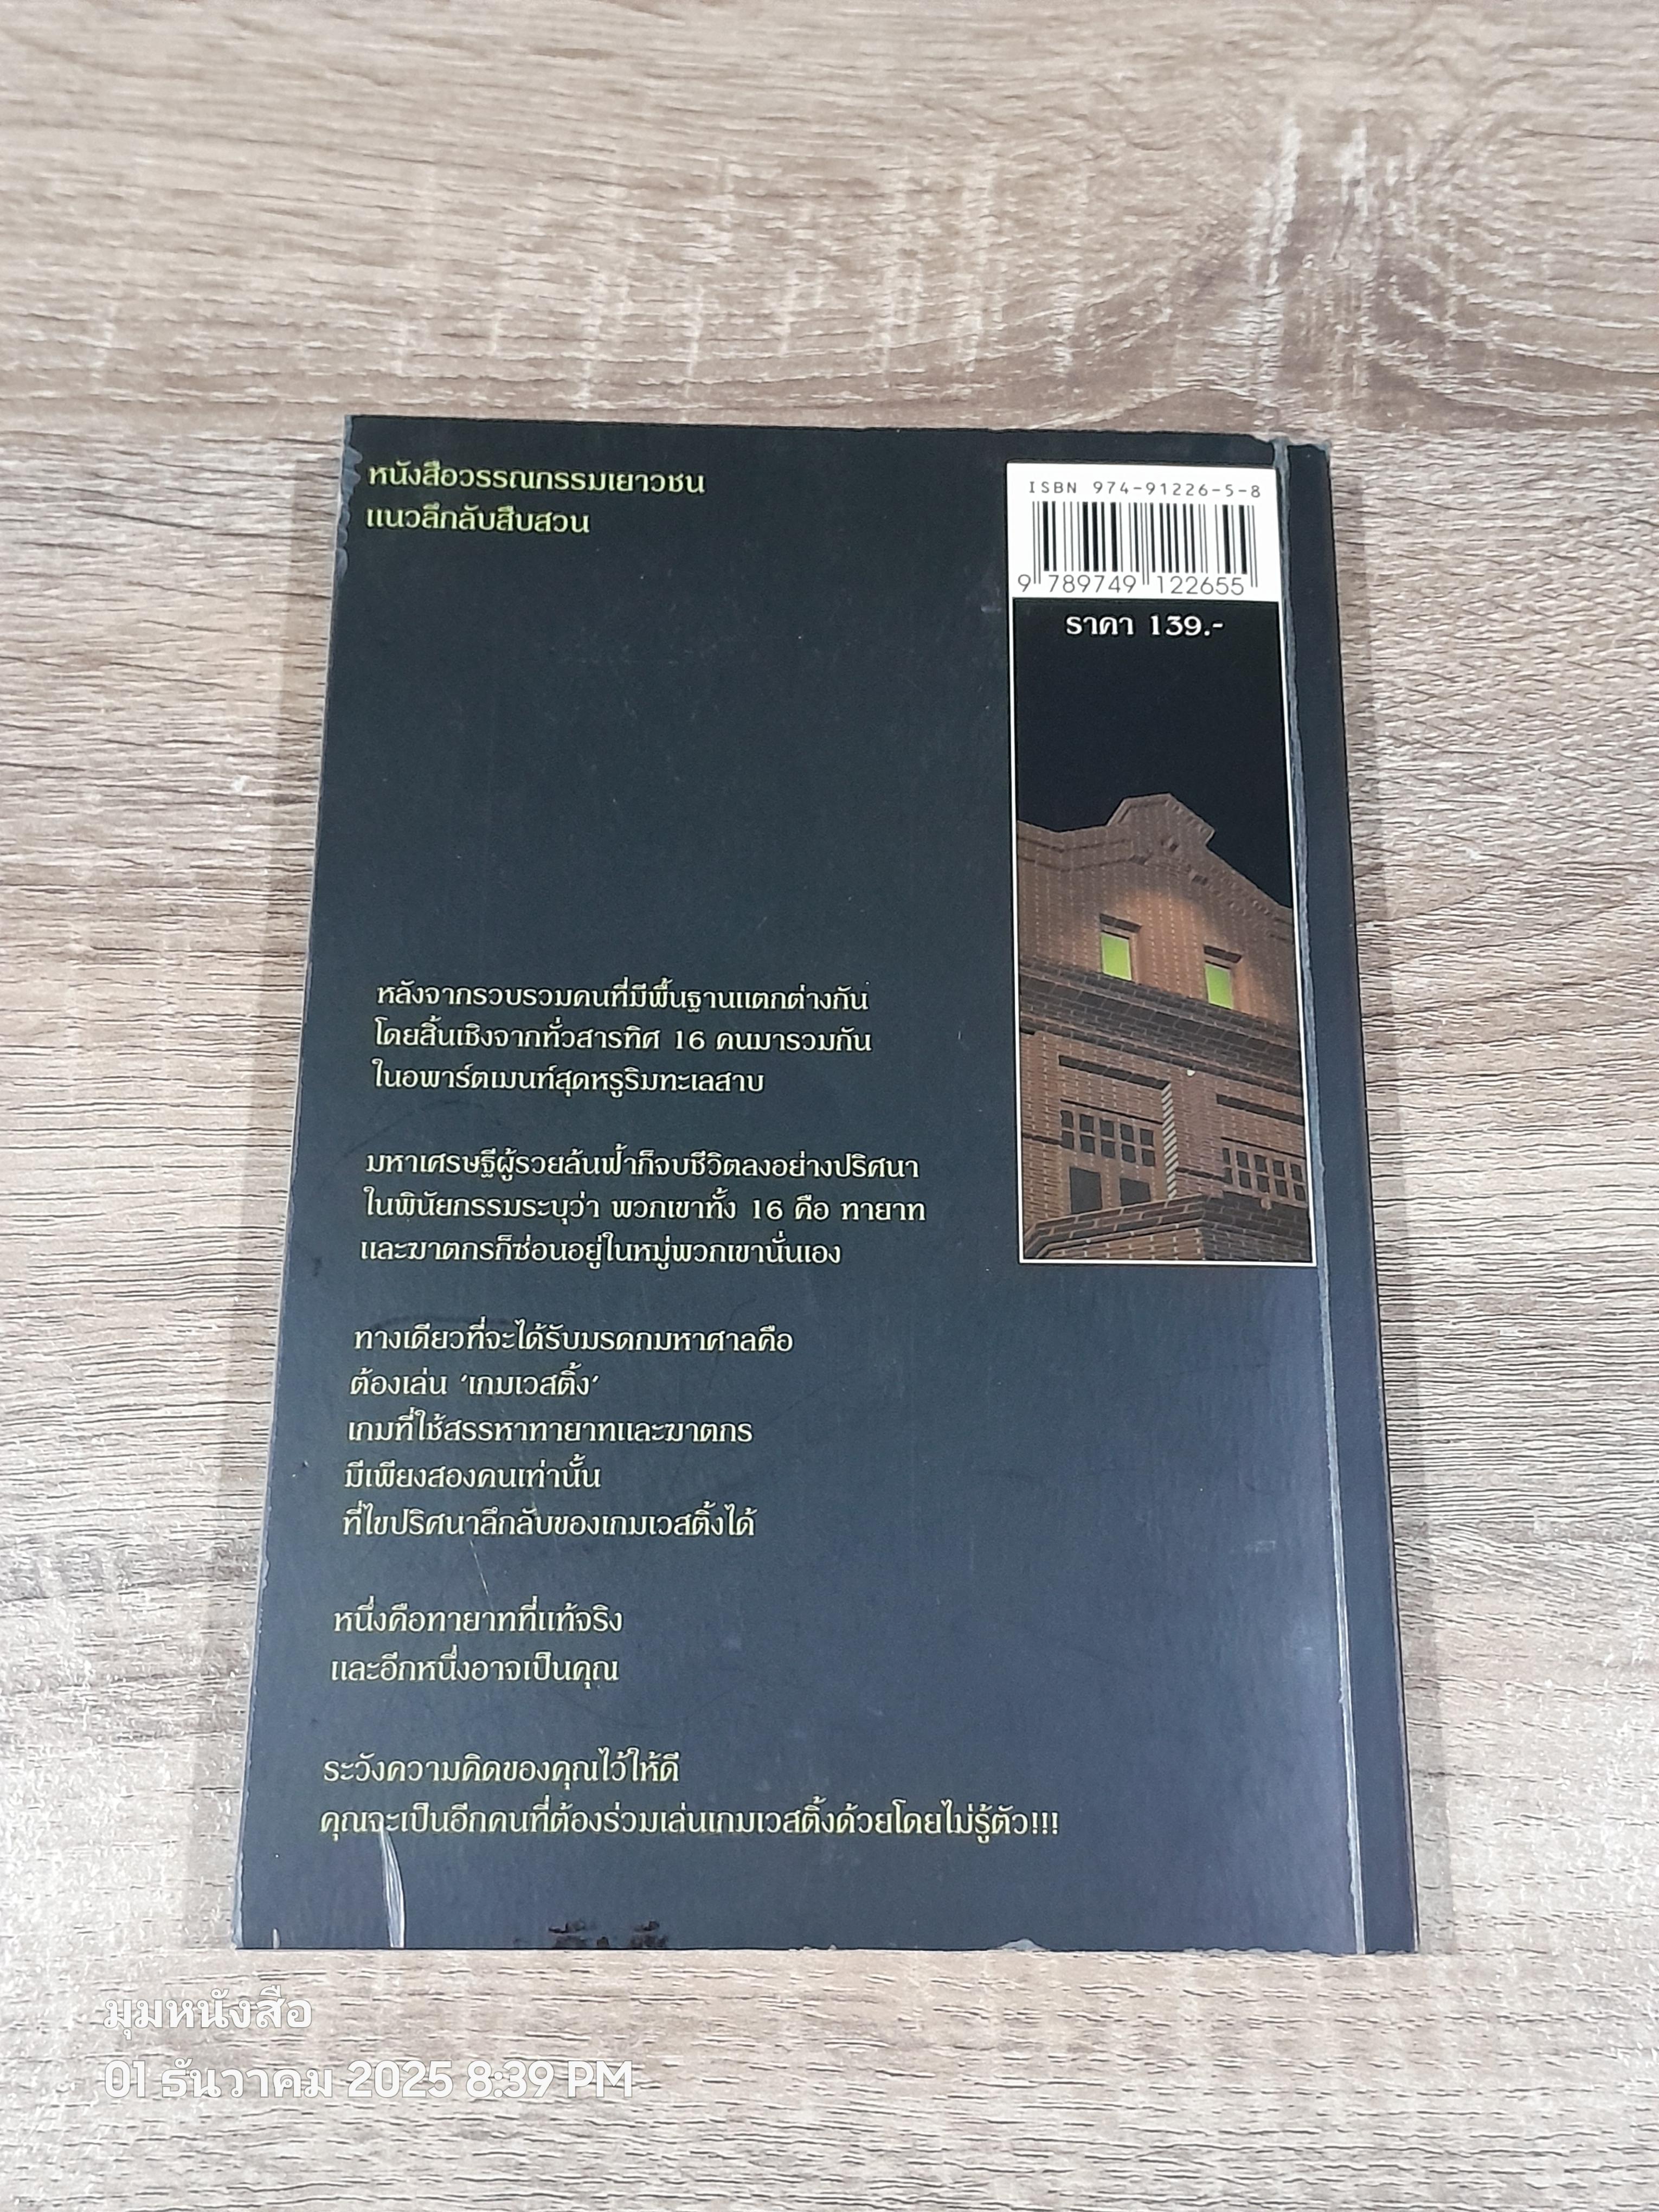 หนังสือวรรณกรรมเยาวชน
แนวลึกลับสืบสวน
ISBN 974-91226-5-8
9 789749 122655
ราคา 139.-
หลังจากรวบรวมคนที่มีพื้นฐานแตกต่างกัน
โดยสิ้นเชิงจากทั่วสารทิศ 16 คนมารวมกัน
ในอพาร์ตเมนท์สุดหรูริมทะเลสาบ
มหาเศรษฐีผู้รวยล้นฟ้าก็จบชีวิตลงอย่างปริศนา
ในพินัยกรรมระบุว่า พวกเขาทั้ง 16 คือ ทายาท
และฆาตกรก็ซ่อนอยู่ในหมู่พวกเขานั่นเอง
ทางเดียวที่จะได้รับมรดกมหาศาลคือ
ต้องเล่น 'เกมเวสติ้ง'
เกมที่ใช้สรรหาทายาทและฆาตกร
มีเพียงสองคนเท่านั้น
ที่ไขปริศนาลึกลับของเกมเวสติ้งได้
หนึ่งคือทายาทที่แท้จริง
และอีกหนึ่งอาจเป็นคุณ
ระวังความคิดของคุณไว้ให้ดี
คุณจะเป็นอีกคนที่ต้องร่วมเล่นเกมเวสติ้งด้วยโดยไม่รู้ตัว!!!
มุมหนังสือ
01 ธันวาคม 2025 8:39 PM